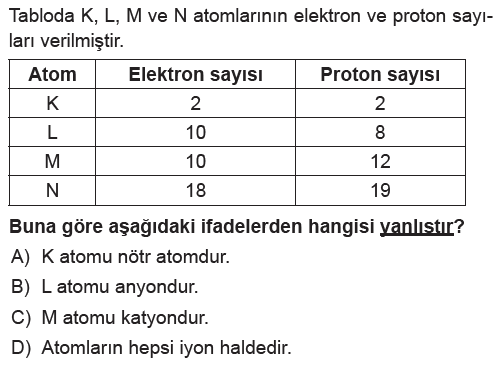 Tabloda K, L, M ve N atomlarının elektron ve proton sayı-
ları verilmiştir.
Atom Elektron sayısı Proton sayısı
K 2 2
L 10 8
M 10 12
N 18 19
Buna göre aşağıdaki ifadelerden hangisi yanlıştır?
A) K atomu nötr atomdur.
B) L atomu anyondur.
C) M atomu katyondur.
D) Atomların hepsi iyon haldedir.